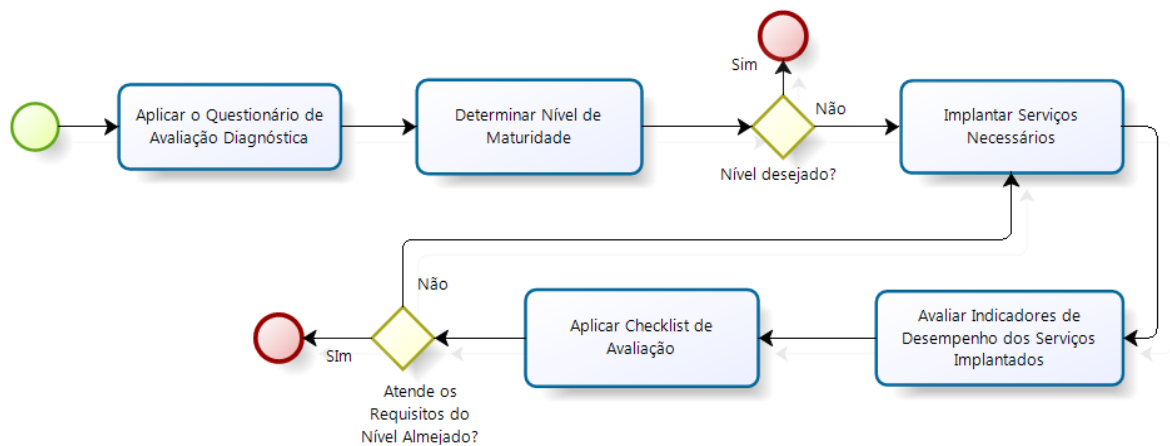 Aplicar o Questionário de
Avaliação Diagnóstica
Determinar Nível de
Maturidade
Sim
Não
Nível desejado?
Implantar Serviços
Necessários
Não
SIm
Atende os
Requisitos do
Nível Almejado?
Aplicar Checklist de
Avaliação
Avaliar Indicadores de
Desempenho dos Serviços
Implantados